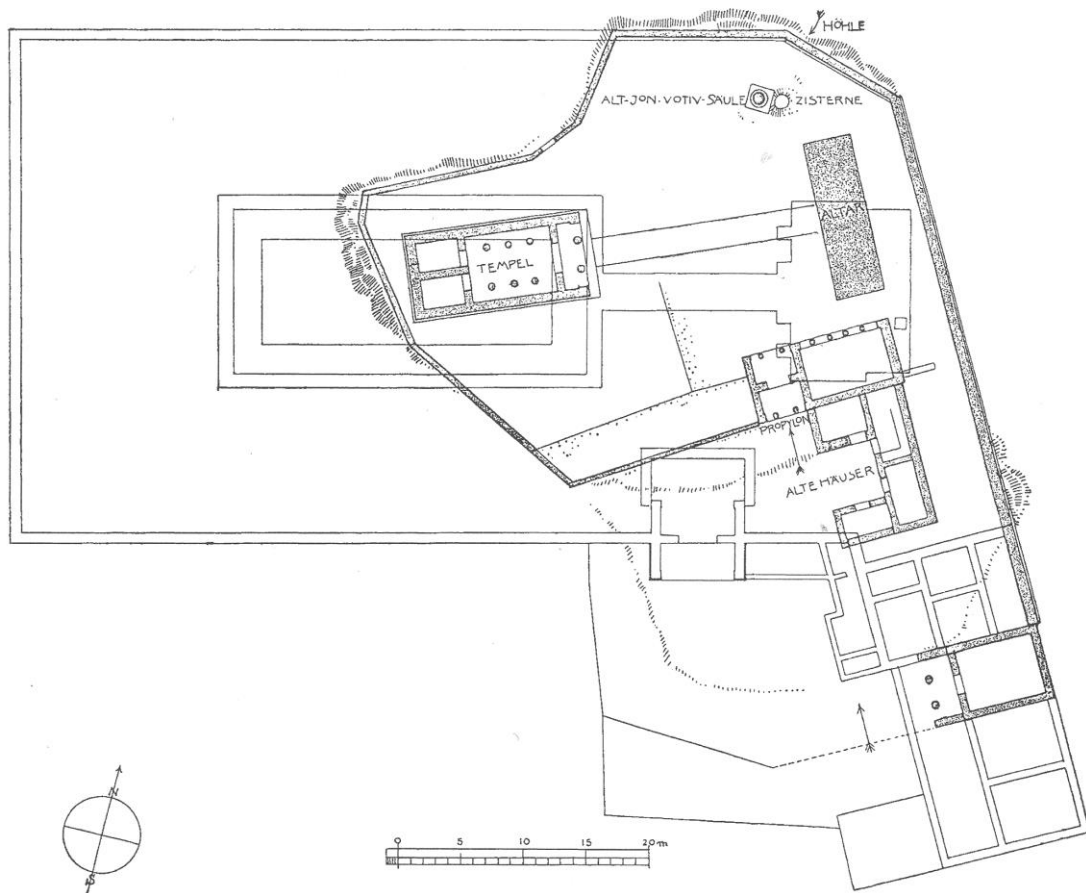 HÖHLE
ALT-JON. VOTIV-SÄULE
ZISTERNE
ALTAR
TEMPEL
PROPYLON
ALTE HÄUSER
N
S
0 5 10 15 20 m